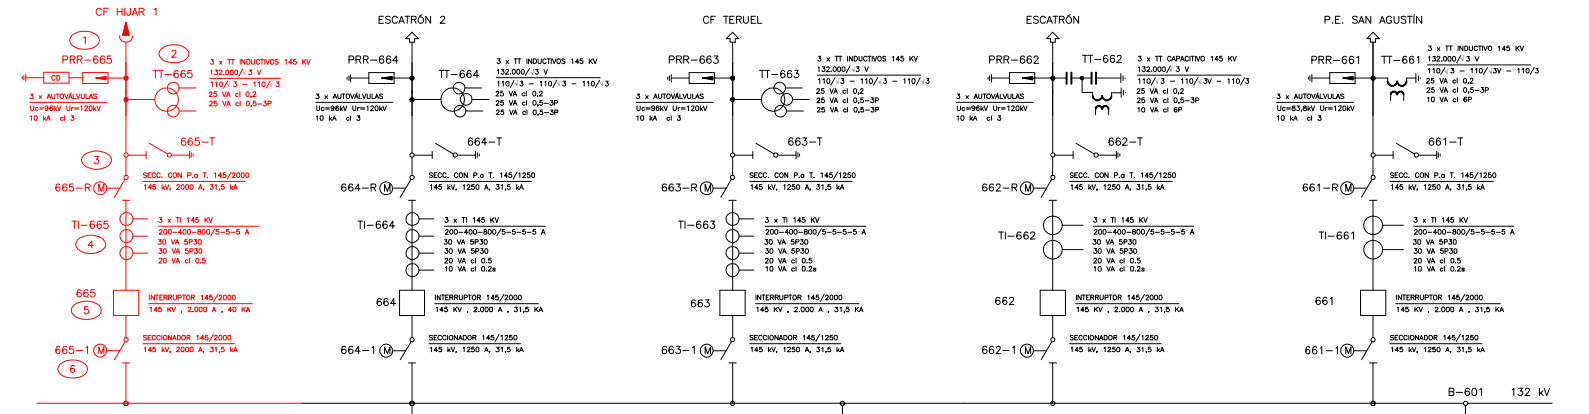 CF HIJAR 1
1
2
PRR-665
CD
TT-665
3 x TT INDUCTIVOS 145 KV
132.000/√3 V
110/√3 - 110/√3 - 110/√3
25 VA cl 0,2
25 VA cl 0,5-3P
25 VA cl 0,5-3P
3 x AUTOVÁLVULAS
Uc=96kV Ur=120kV
10 kA cl 3
3
665-T
665-R
M
SECC. CON P.a T. 145/2000
145 kV, 2000 A, 31,5 kA
TI-665
4
3 x TI 145 KV
200-400-800/5-5-5 A
30 VA 5P30
30 VA 5P30
20 VA cl 0.5
665
5
INTERRUPTOR 145/2000
145 KV , 2.000 A , 40 KA
665-1
M
6
SECCIONADOR 145/2000
145 kV, 2000 A, 31,5 kA
ESCATRÓN 2
PRR-664
TT-664
3 x TT INDUCTIVOS 145 KV
132.000/√3 V
110/√3 - 110/√3 - 110/√3
25 VA cl 0,2
25 VA cl 0,5-3P
25 VA cl 0,5-3P
3 x AUTOVÁLVULAS
Uc=96kV Ur=120kV
10 kA cl 3
664-T
664-R
M
SECC. CON P.a T. 145/1250
145 kV, 1250 A, 31,5 kA
TI-664
3 x TI 145 KV
200-400-800/5-5-5-5 A
30 VA 5P30
30 VA 5P30
20 VA cl 0.5
10 VA cl 0.2s
664
INTERRUPTOR 145/2000
145 KV , 2.000 A , 31,5 KA
664-1
M
SECCIONADOR 145/1250
145 kV, 1250 A, 31,5 kA
CF TERUEL
PRR-663
TT-663
3 x TT INDUCTIVOS 145 KV
132.000/√3 V
110/√3 - 110/√3 - 110/√3
25 VA cl 0,2
25 VA cl 0,5-3P
25 VA cl 0,5-3P
3 x AUTOVÁLVULAS
Uc=96kV Ur=120kV
10 kA cl 3
663-T
663-R
M
SECC. CON P.a T. 145/1250
145 kV, 1250 A, 31,5 kA
TI-663
3 x TI 145 KV
200-400-800/5-5-5-5 A
30 VA 5P30
30 VA 5P30
20 VA cl 0.5
10 VA cl 0.2s
663
INTERRUPTOR 145/2000
145 KV , 2.000 A , 31,5 KA
663-1
M
SECCIONADOR 145/1250
145 kV, 1250 A, 31,5 kA
ESCATRÓN
PRR-662
TT-662
3 x TT CAPACITIVO 145 KV
132.000/√3 V
110/√3 - 110/√3V - 110/3
25 VA cl 0,2
25 VA cl 0,5-3P
10 VA cl 6P
3 x AUTOVÁLVULAS
Uc=96kV Ur=120kV
10 kA cl 3
662-T
662-R
M
SECC. CON P.a T. 145/1250
145 kV, 1250 A, 31,5 kA
TI-662
3 x TI 145 KV
200-400-800/5-5-5-5 A
30 VA 5P30
30 VA 5P30
20 VA cl 0.5
10 VA cl 0.2s
662
INTERRUPTOR 145/2000
145 KV , 2.000 A , 31,5 KA
662-1
M
SECCIONADOR 145/1250
145 kV, 1250 A, 31,5 kA
P.E. SAN AGUSTÍN
PRR-661
TT-661
3 x TT INDUCTIVO 145 KV
132.000/√3 V
110/√3 - 110/√3V - 110/3
25 VA cl 0,2
25 VA cl 0,5-3P
10 VA cl 6P
3 x AUTOVÁLVULAS
Uc=83,8kV Ur=120kV
10 kA cl 3
661-T
661-R
M
SECC. CON P.a T. 145/1250
145 kV, 1250 A, 31,5 kA
TI-661
3 x TI 145 KV
200-400-800/5-5-5-5 A
30 VA 5P30
30 VA 5P30
20 VA cl 0.5
10 VA cl 0.2s
661
INTERRUPTOR 145/2000
145 KV , 2.000 A , 31,5 KA
661-1
M
SECCIONADOR 145/1250
145 kV, 1250 A, 31,5 kA
B-601 132 kV